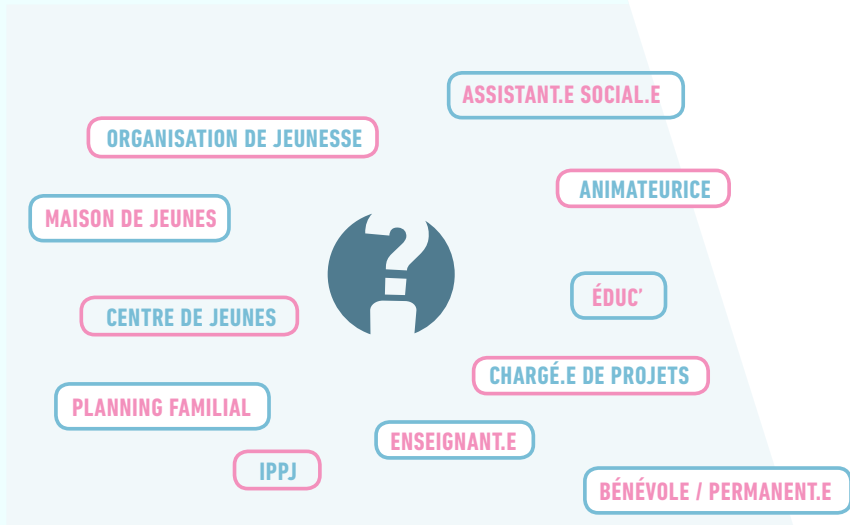 ASSISTANT.E SOCIAL.E
ORGANISATION DE JEUNESSE
ANIMATEURICE
MAISON DE JEUNES
?
ÉDUC’
CENTRE DE JEUNES
CHARGÉ.E DE PROJETS
PLANNING FAMILIAL
ENSEIGNANT.E
IPPJ
BÉNÉVOLE / PERMANENT.E